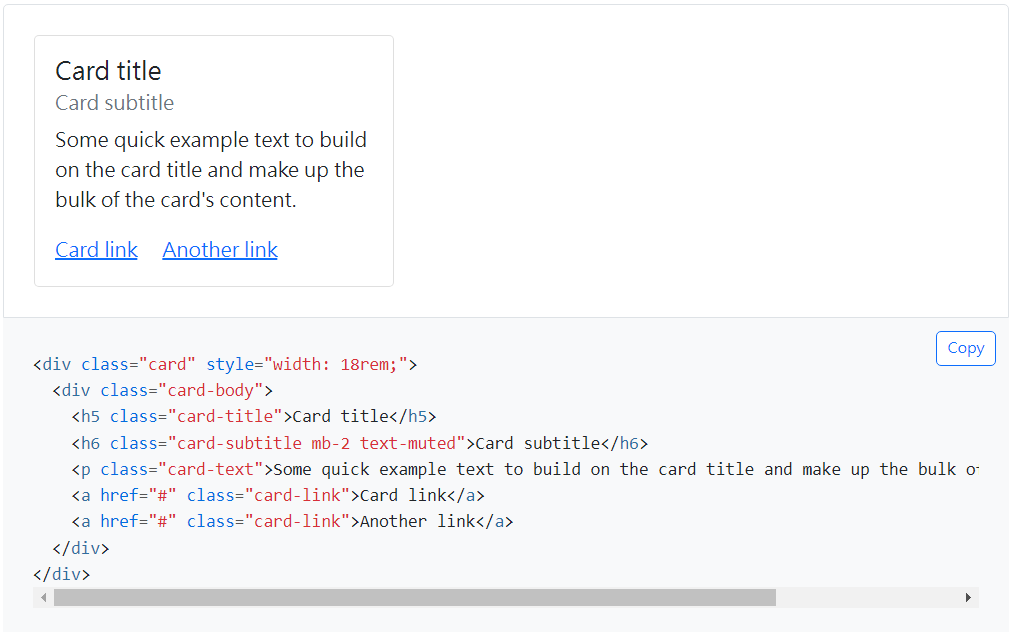 Card title
Card subtitle
Some quick example text to build
on the card title and make up the
bulk of the card's content.
Card link Another link
Copy
<div class="card" style="width: 18rem;">
  <div class="card-body">
    <h5 class="card-title">Card title</h5>
    <h6 class="card-subtitle mb-2 text-muted">Card subtitle</h6>
    <p class="card-text">Some quick example text to build on the card title and make up the bulk o
    <a href="#" class="card-link">Card link</a>
    <a href="#" class="card-link">Another link</a>
  </div>
</div>